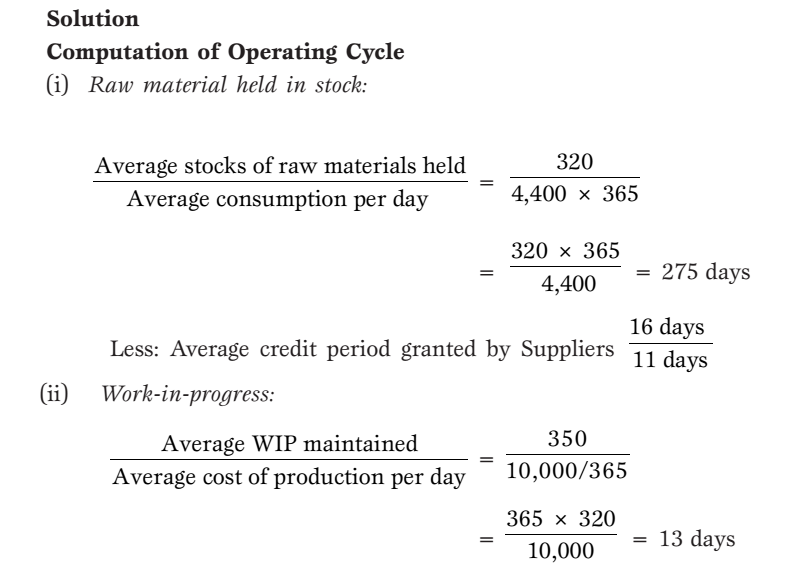 Solution
Computation of Operating Cycle
(i) Raw material held in stock:
Average stocks of raw materials held / Average consumption per day = 320 / 4,400 × 365
= 320 × 365 / 4,400 = 275 days
Less: Average credit period granted by Suppliers 16 days / 11 days
(ii) Work-in-progress:
Average WIP maintained / Average cost of production per day = 350 / 10,000/365
= 365 × 320 / 10,000 = 13 days